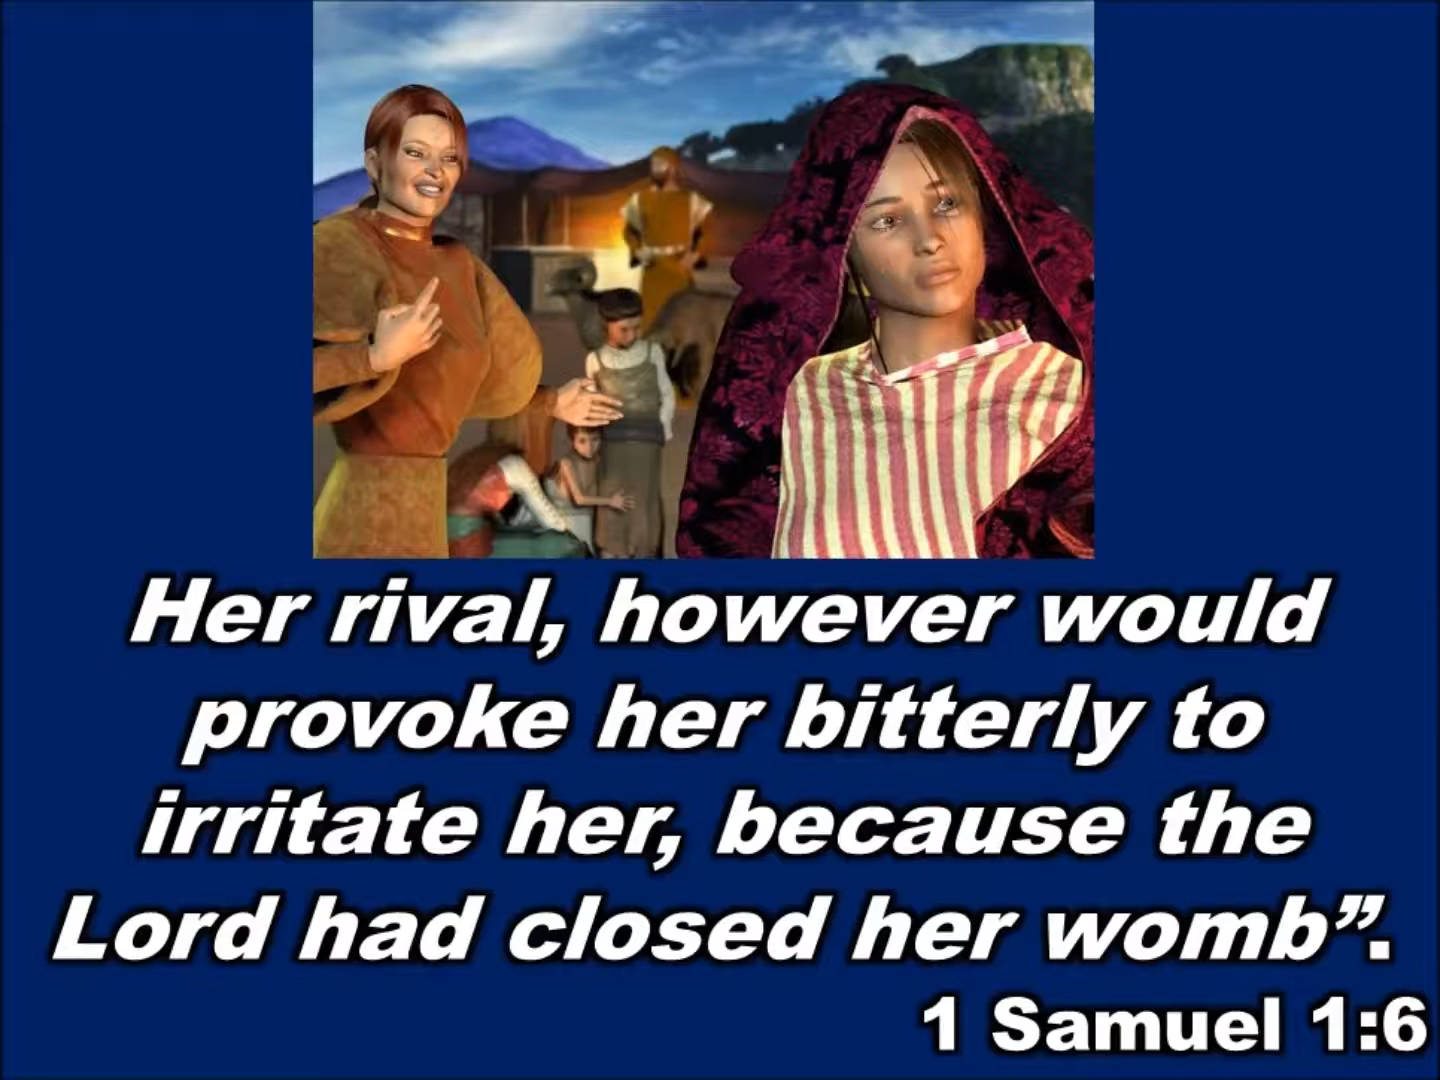 Her rival, however would
provoke her bitterly to
irritate her, because the
Lord had closed her womb”.
1 Samuel 1:6